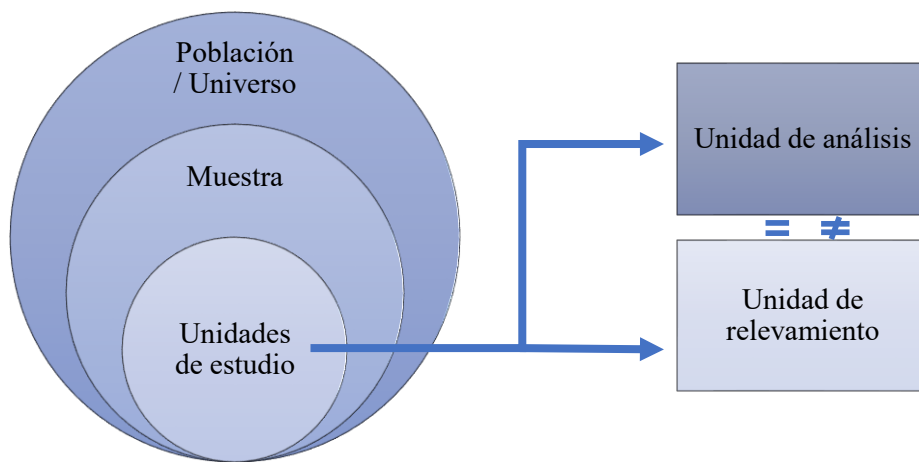 Población
/ Universo
Muestra
Unidades
de estudio
Unidad de análisis
= ≠
Unidad de
relevamiento